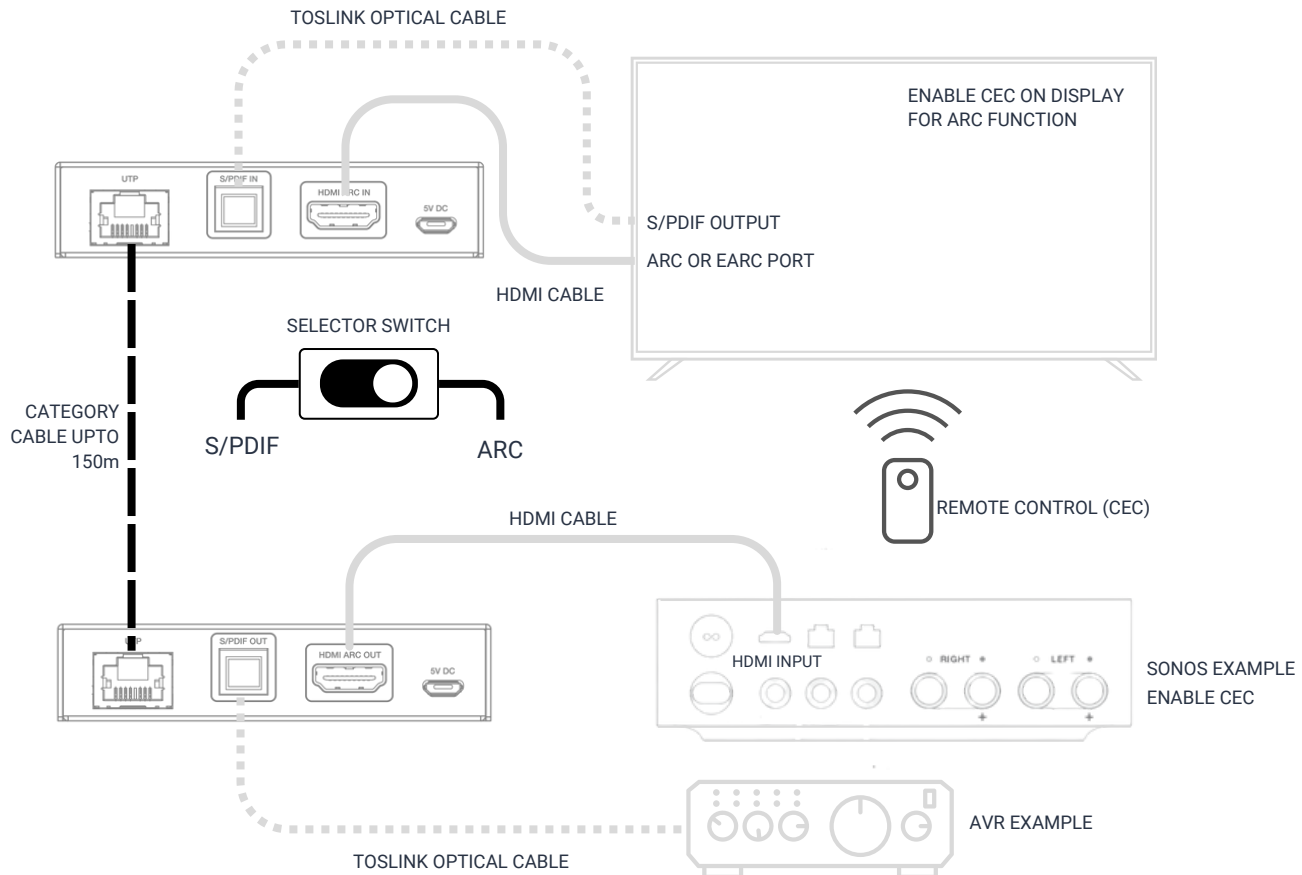 TOSLINK OPTICAL CABLE
ENABLE CEC ON DISPLAY
FOR ARC FUNCTION
UTP
S/PDIF IN
HDMI ARC IN
5V DC
S/PDIF OUTPUT
ARC OR EARC PORT
HDMI CABLE
SELECTOR SWITCH
S/PDIF
ARC
CATEGORY
CABLE UPTO
150m
REMOTE CONTROL (CEC)
HDMI CABLE
UTP
S/PDIF OUT
HDMI ARC OUT
5V DC
HDMI INPUT
RIGHT
LEFT
SONOS EXAMPLE
ENABLE CEC
AVR EXAMPLE
TOSLINK OPTICAL CABLE